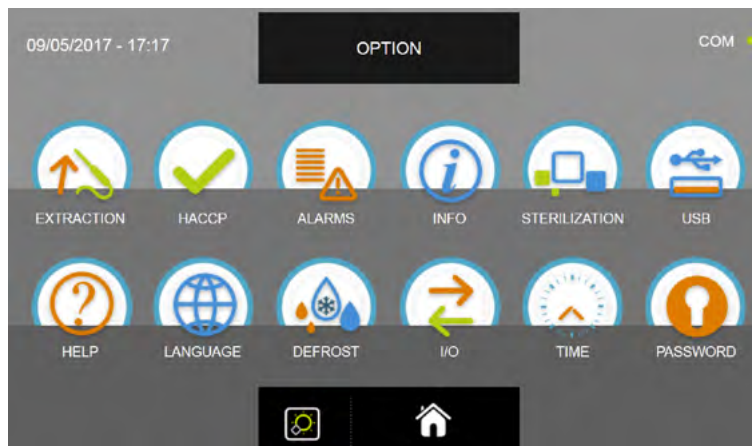 09/05/2017 - 17:17
OPTION
COM
EXTRACTION
HACCP
ALARMS
INFO
STERILIZATION
USB
HELP
LANGUAGE
DEFROST
I/O
TIME
PASSWORD